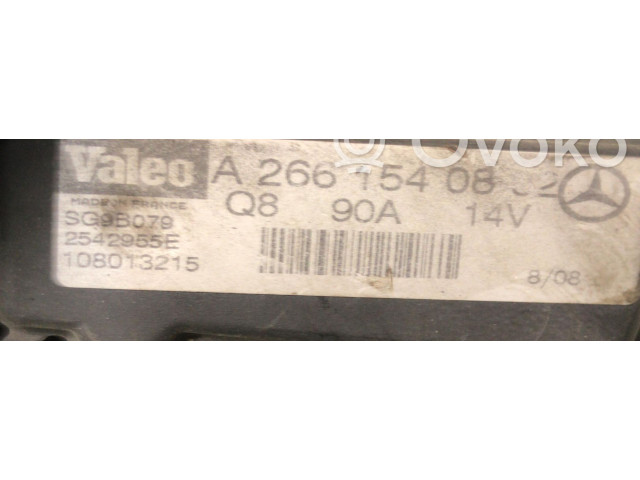 Ovoko
Valeo A 266 154 08
MADE IN FRANCE Q8 90A 14V
SG9B079
2542955E
108013215 8/08